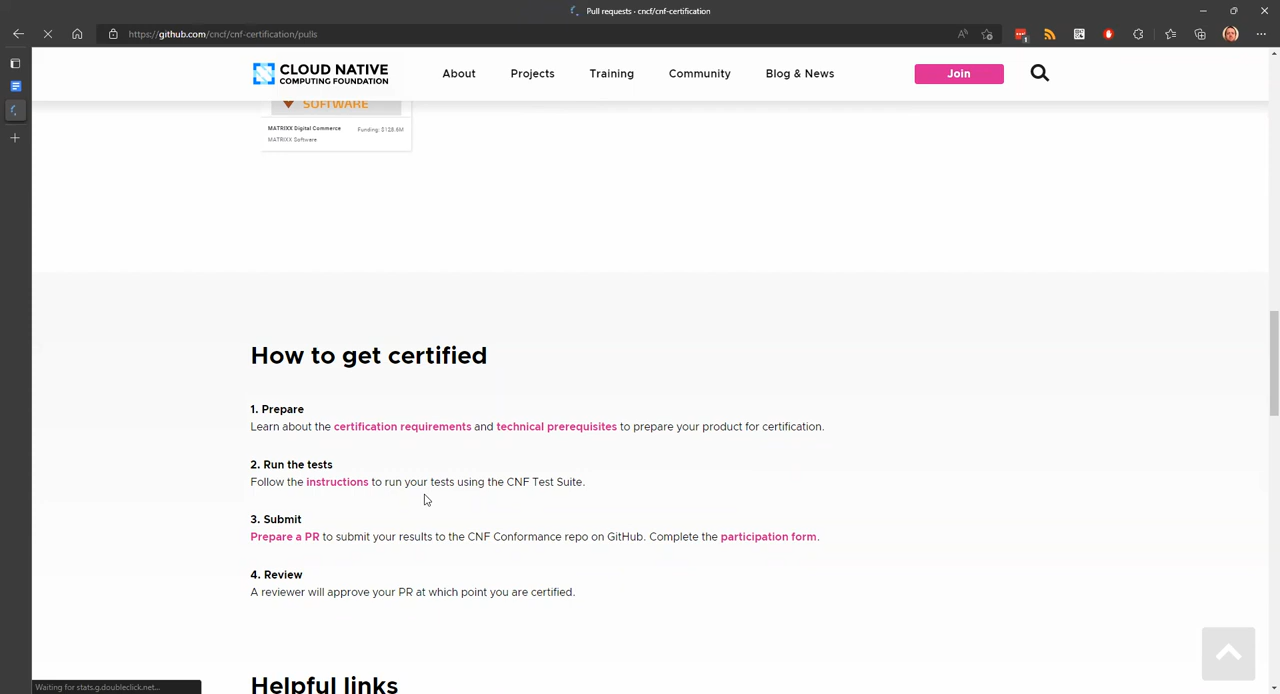 Pull requests · cncf/cnf-certification
https://github.com/cncf/cnf-certification/pulls
CLOUD NATIVE
COMPUTING FOUNDATION
About
Projects
Training
Community
Blog & News
Join
SOFTWARE
MATRIXX Digital Commerce
Funding: $128.6M
MATRIXX Software
How to get certified
1. Prepare
Learn about the certification requirements and technical prerequisites to prepare your product for certification.
2. Run the tests
Follow the instructions to run your tests using the CNF Test Suite.
3. Submit
Prepare a PR to submit your results to the CNF Conformance repo on GitHub. Complete the participation form.
4. Review
A reviewer will approve your PR at which point you are certified.
Helpful links
Waiting for stats.g.doubleclick.net...